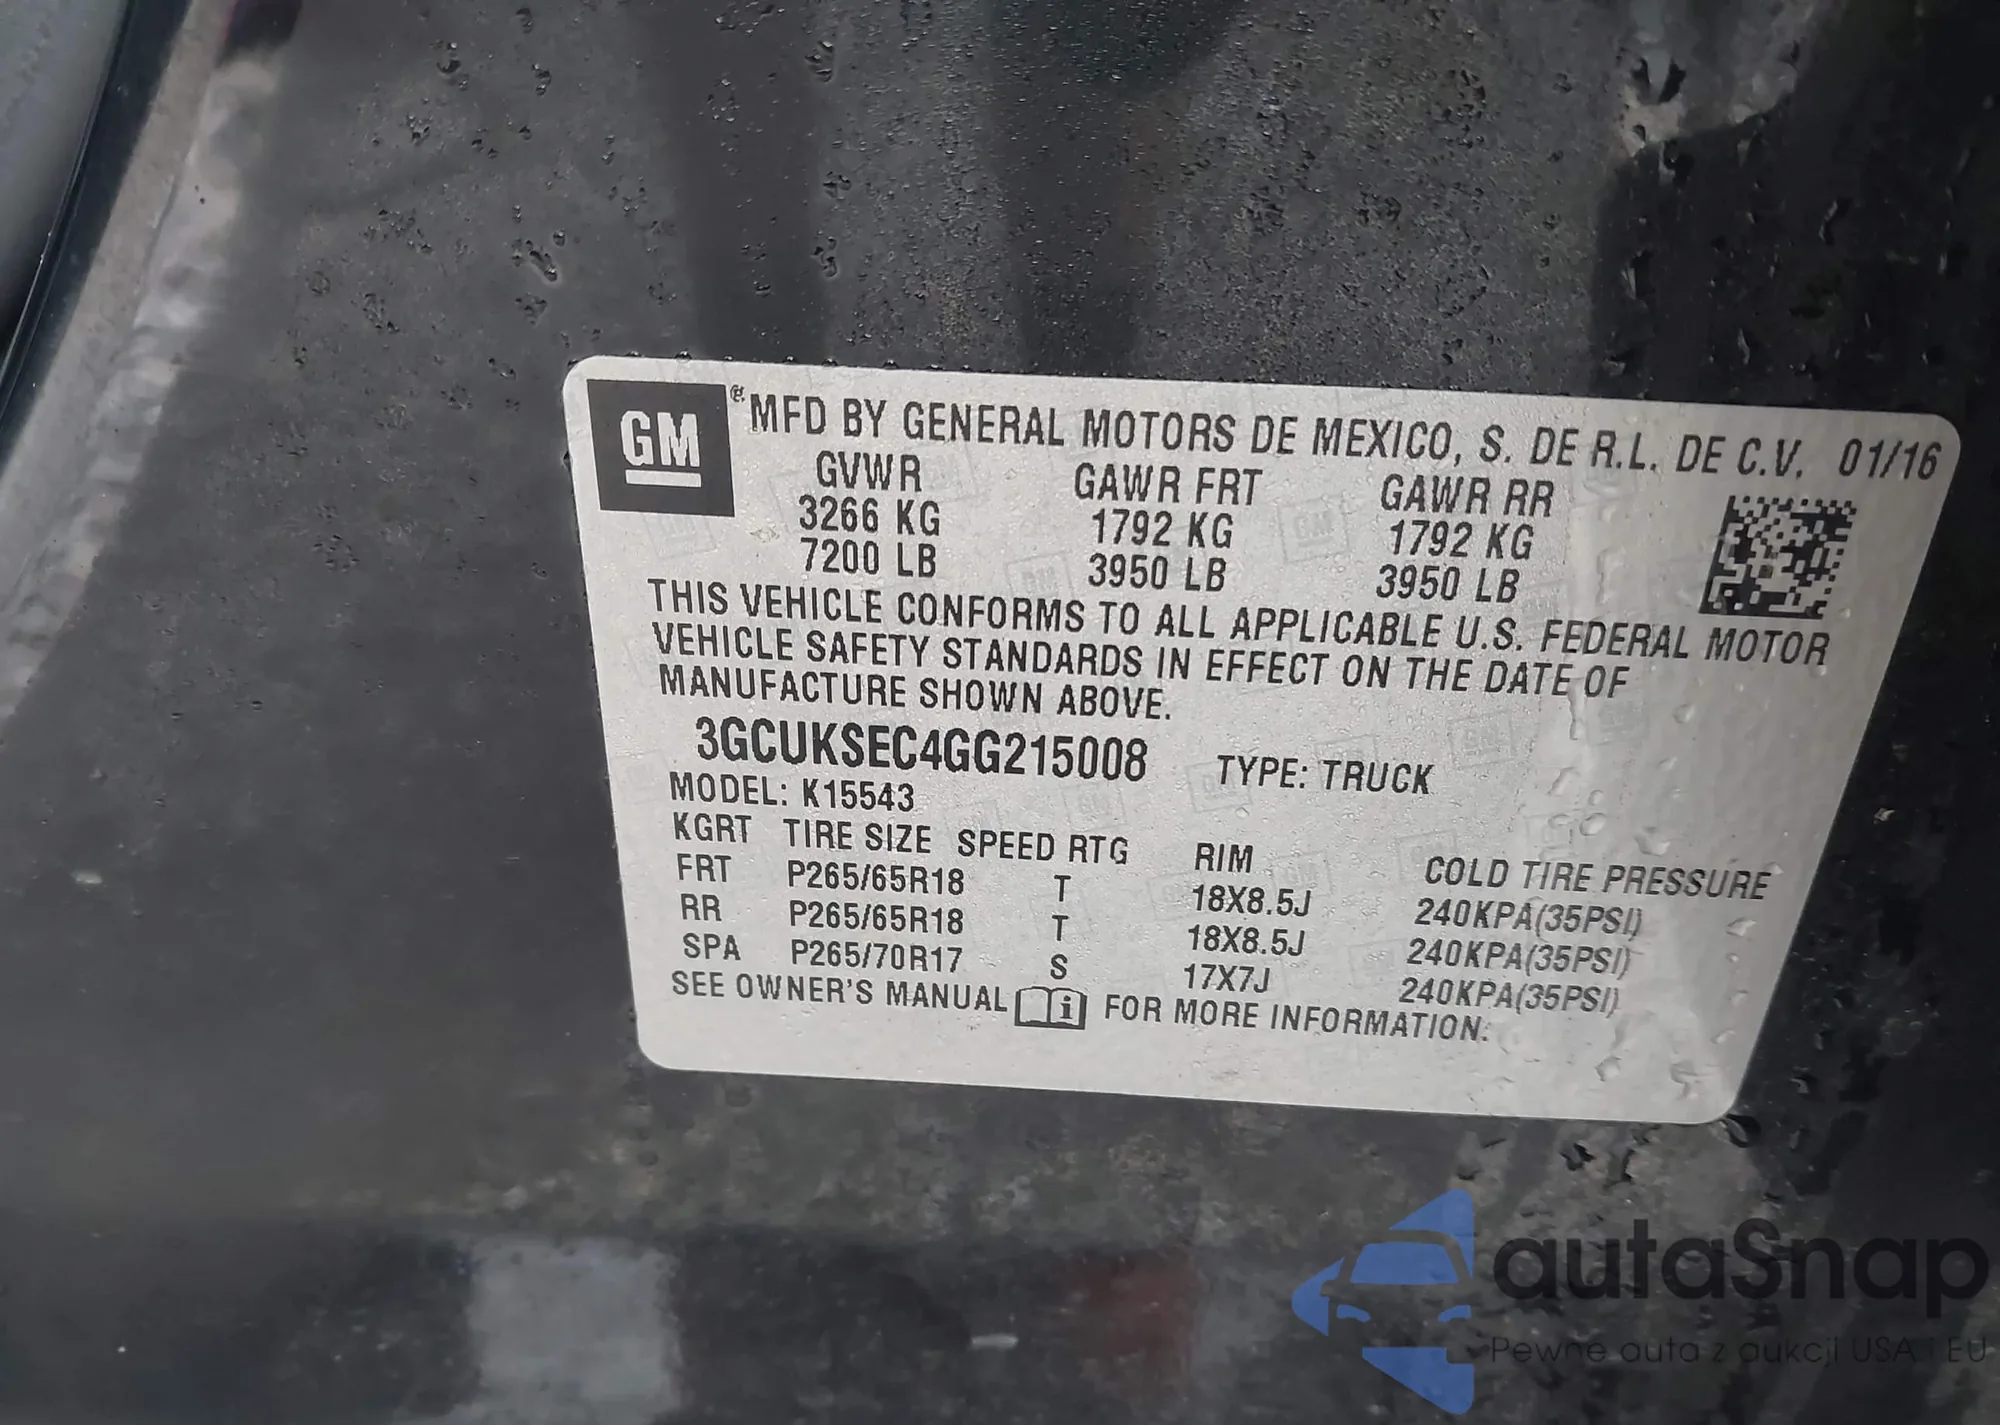 GM ® MFD BY GENERAL MOTORS DE MEXICO, S. DE R.L. DE C.V. 01/16
GVWR GAWR FRT GAWR RR
3266 KG 1792 KG 1792 KG
7200 LB 3950 LB 3950 LB
THIS VEHICLE CONFORMS TO ALL APPLICABLE U.S. FEDERAL MOTOR
VEHICLE SAFETY STANDARDS IN EFFECT ON THE DATE OF
MANUFACTURE SHOWN ABOVE.
3GCUKSEC4GG215008 TYPE: TRUCK
MODEL: K15543
KGRT TIRE SIZE SPEED RTG RIM COLD TIRE PRESSURE
FRT P265/65R18 T 18X8.5J 240KPA(35PSI)
RR P265/65R18 T 18X8.5J 240KPA(35PSI)
SPA P265/70R17 S 17X7J 240KPA(35PSI)
SEE OWNER'S MANUAL i FOR MORE INFORMATION.
autaSnap
Pewne auta z aukcji USA i EU